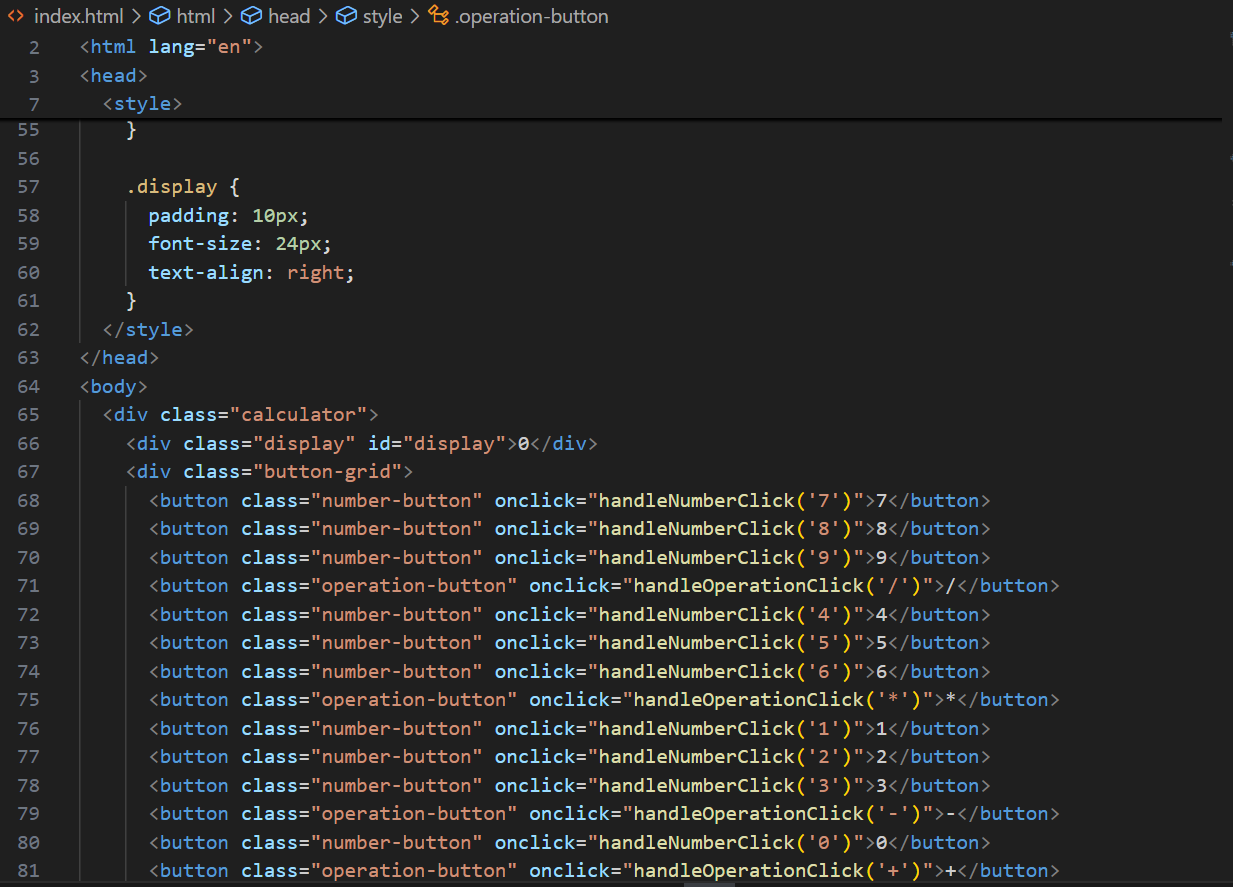 index.html > html > head > style > .operation-button
2 <html lang="en">
3 <head>
7 <style>
55 }
56
57 .display {
58 padding: 10px;
59 font-size: 24px;
60 text-align: right;
61 }
62 </style>
63 </head>
64 <body>
65 <div class="calculator">
66 <div class="display" id="display">0</div>
67 <div class="button-grid">
68 <button class="number-button" onclick="handleNumberClick('7')">7</button>
69 <button class="number-button" onclick="handleNumberClick('8')">8</button>
70 <button class="number-button" onclick="handleNumberClick('9')">9</button>
71 <button class="operation-button" onclick="handleOperationClick('/')">/</button>
72 <button class="number-button" onclick="handleNumberClick('4')">4</button>
73 <button class="number-button" onclick="handleNumberClick('5')">5</button>
74 <button class="number-button" onclick="handleNumberClick('6')">6</button>
75 <button class="operation-button" onclick="handleOperationClick('*')">*</button>
76 <button class="number-button" onclick="handleNumberClick('1')">1</button>
77 <button class="number-button" onclick="handleNumberClick('2')">2</button>
78 <button class="number-button" onclick="handleNumberClick('3')">3</button>
79 <button class="operation-button" onclick="handleOperationClick('-')">-</button>
80 <button class="number-button" onclick="handleNumberClick('0')">0</button>
81 <button class="operation-button" onclick="handleOperationClick('+')">+</button>